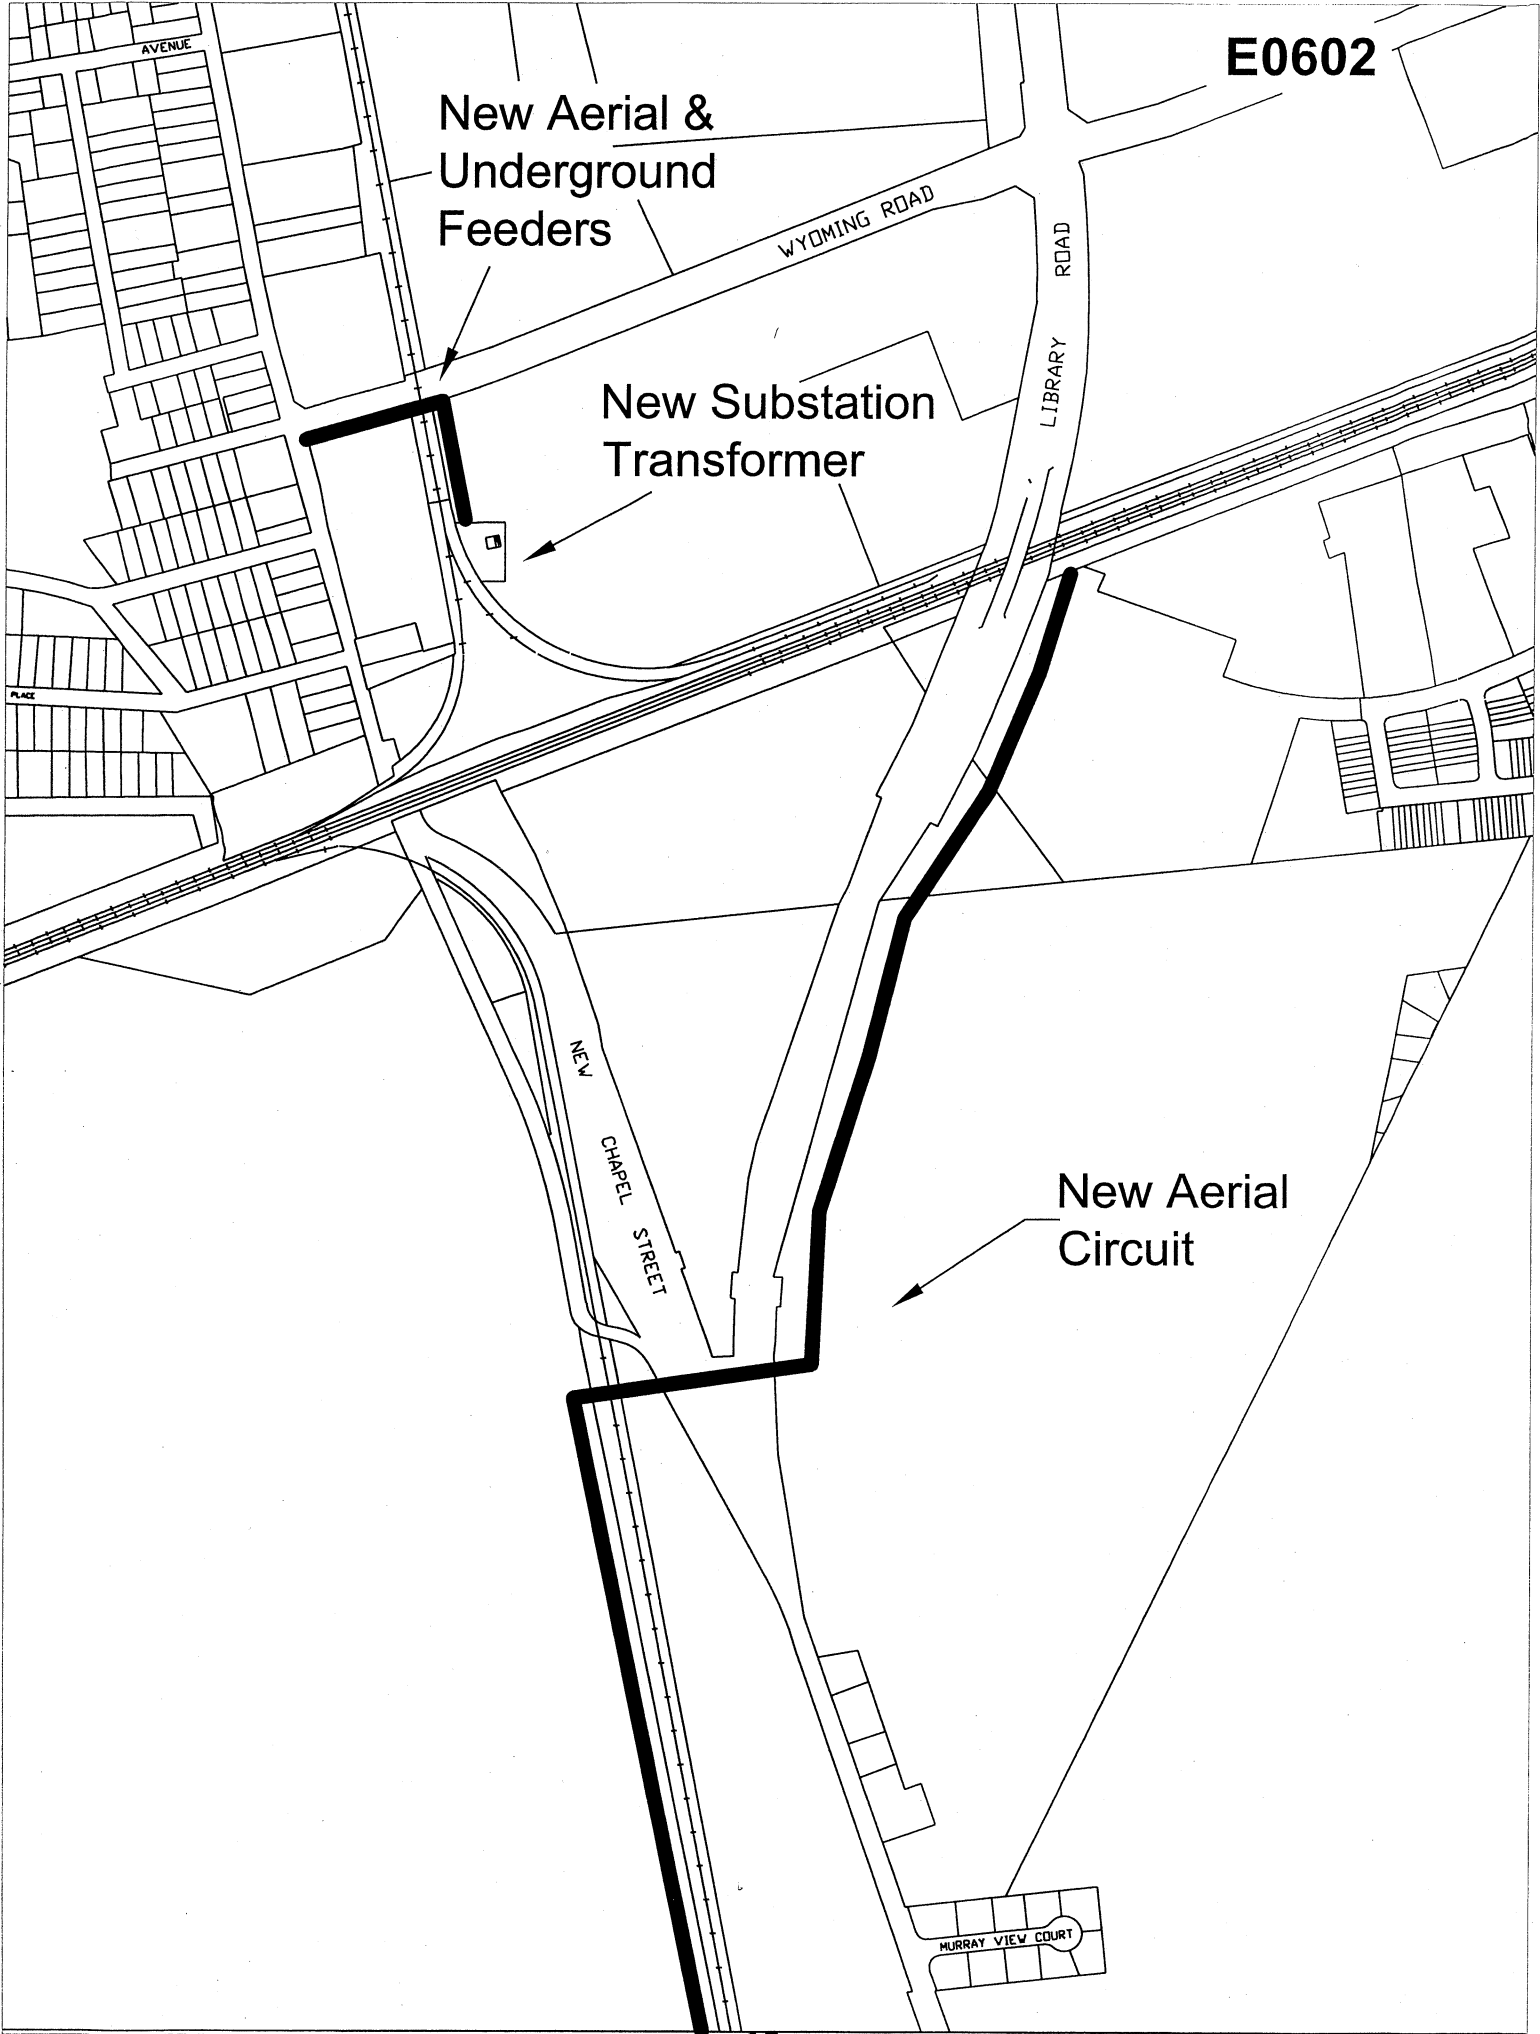 AVENUE
E0602
New Aerial &
Underground
Feeders
WYOMING ROAD
LIBRARY ROAD
New Substation
Transformer
PLACE
NEW CHAPEL STREET
New Aerial
Circuit
MURRAY VIEW COURT